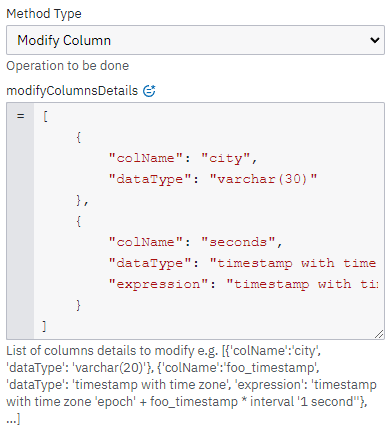 Method Type
Modify Column
Operation to be done
modifyColumnsDetails
= [
{
"colName": "city",
"dataType": "varchar(30)"
},
{
"colName": "seconds",
"dataType": "timestamp with time
"expression": "timestamp with ti
}
]
List of columns details to modify e.g. [{'colName':'city',
'dataType': 'varchar(20)'}, {'colName':'foo_timestamp',
'dataType': 'timestamp with time zone', 'expression': 'timestamp
with time zone 'epoch' + foo_timestamp * interval '1 second''},
...]